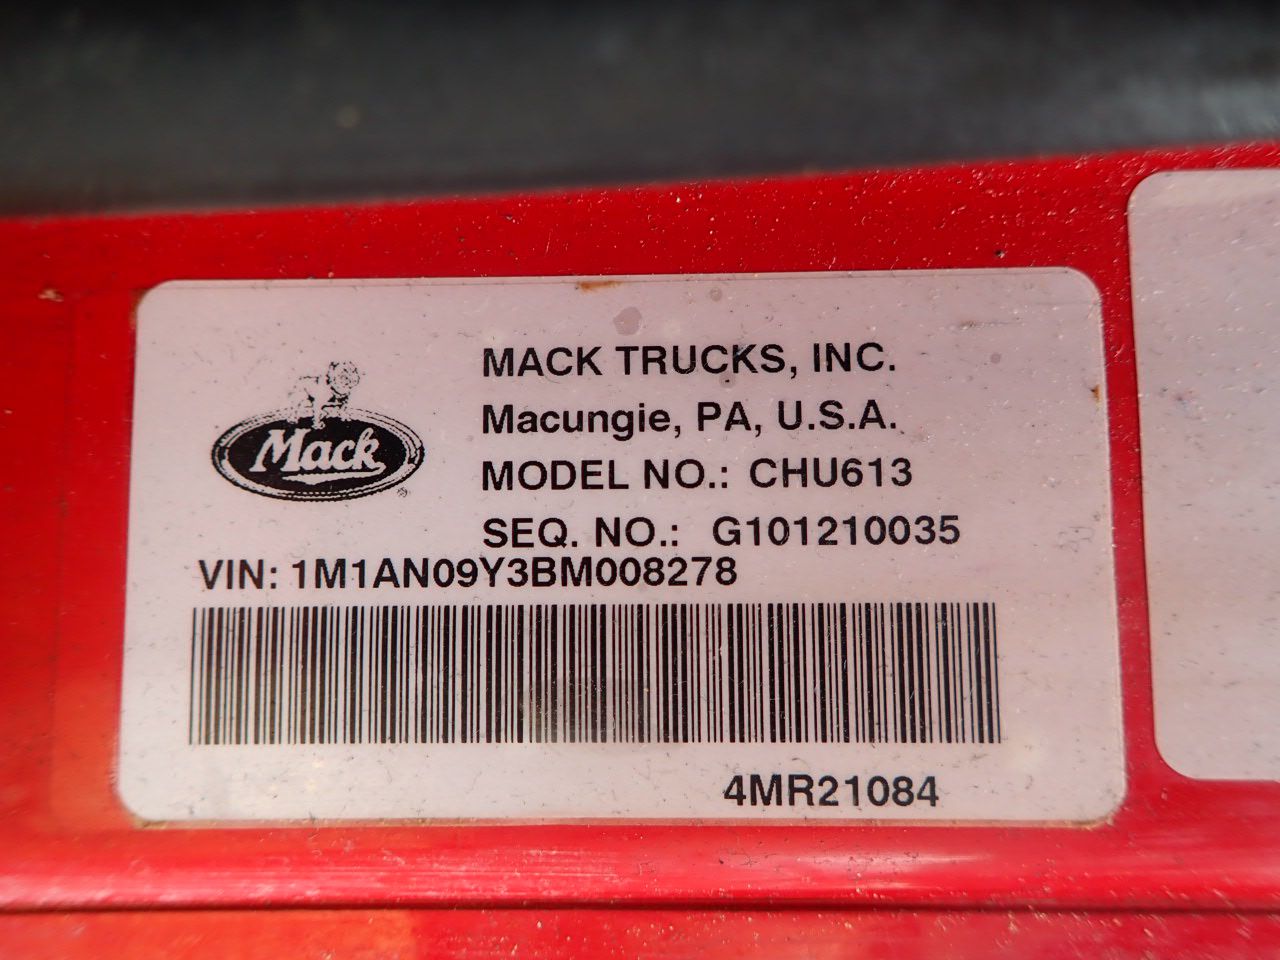 Mack
MACK TRUCKS, INC.
Macungie, PA, U.S.A.
MODEL NO.: CHU613
SEQ. NO.: G101210035
VIN: 1M1AN09Y3BM008278
4MR21084